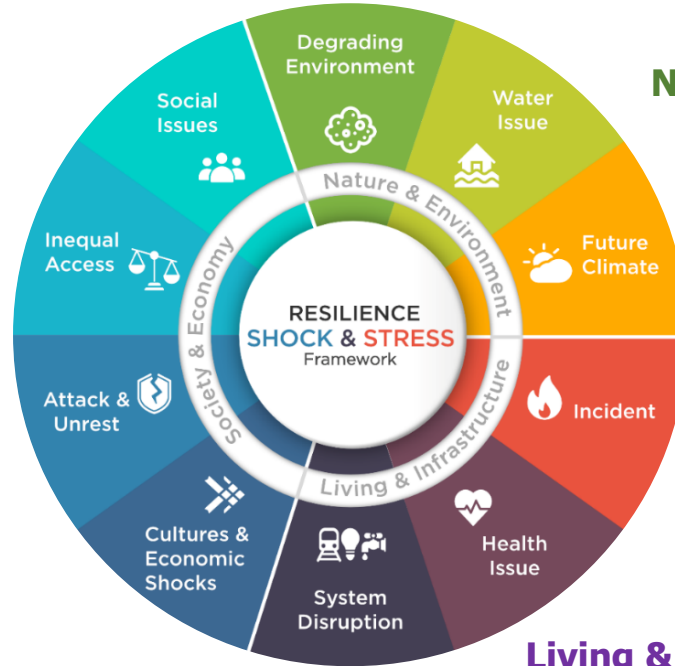 Degrading
Environment
Water
Issue
Future
Climate
Incident
Health
Issue
System
Disruption
Cultures &
Economic
Shocks
Attack &
Unrest
Inequal
Access
Social
Issues
Nature & Environment
Living & Infrastructure
Society & Economy
RESILIENCE
SHOCK & STRESS
Framework
N
Living &